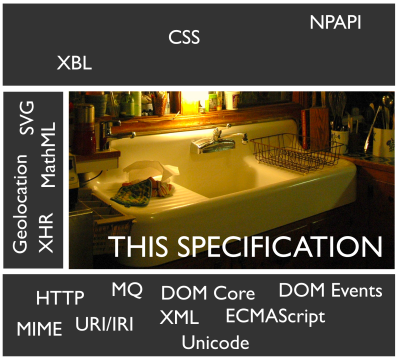 NPAPI
CSS
XBL
SVG
MathML
Geolocation
XHR
THIS SPECIFICATION
HTTP
MQ
DOM Core
DOM Events
MIME
URI/IRI
XML
ECMAScript
Unicode